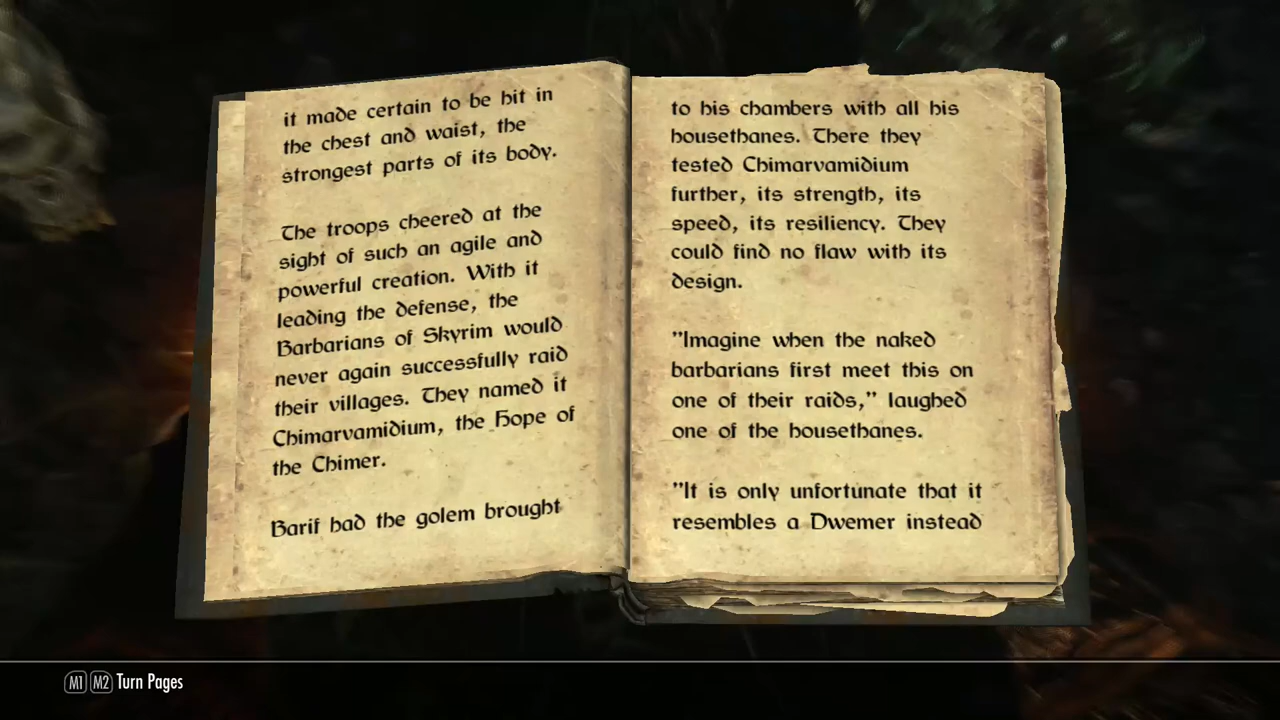 it made certain to be hit in
the chest and waist, the
strongest parts of its body.
The troops cheered at the
sight of such an agile and
powerful creation. With it
leading the defense, the
Barbarians of Skyrim would
never again successfully raid
their villages. They named it
Chimarvamidium, the Hope of
the Chimer.
Barif had the golem brought
to his chambers with all his
housethanes. There they
tested Chimarvamidium
further, its strength, its
speed, its resiliency. They
could find no flaw with its
design.
"Imagine when the naked
barbarians first meet this on
one of their raids," laughed
one of the housethanes.
"It is only unfortunate that it
resembles a Dwemer instead
M1 M2 Turn Pages